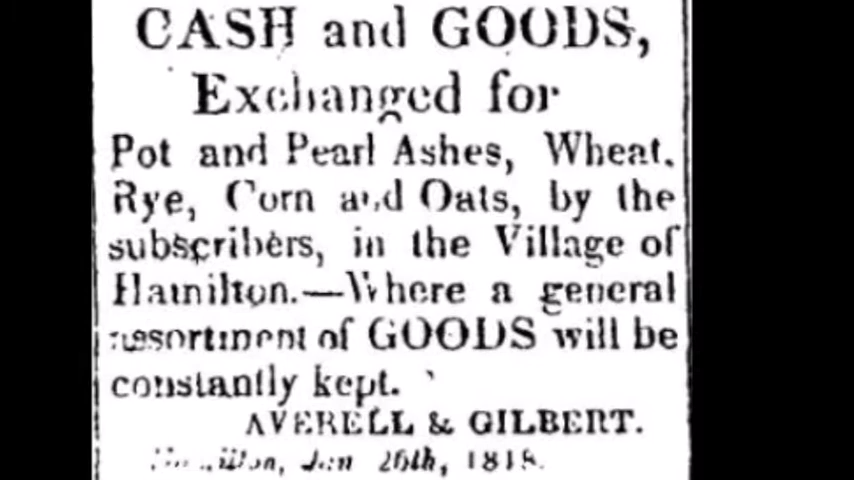 CASH and GOODS,
Exchanged for
Pot and Pearl Ashes, Wheat,
Rye, Corn and Oats, by the
subscribers, in the Village of
Hamilton.—Where a general
assortment of GOODS will be
constantly kept.
AVERELL & GILBERT.
Hamilton, Jan 26th, 1818.